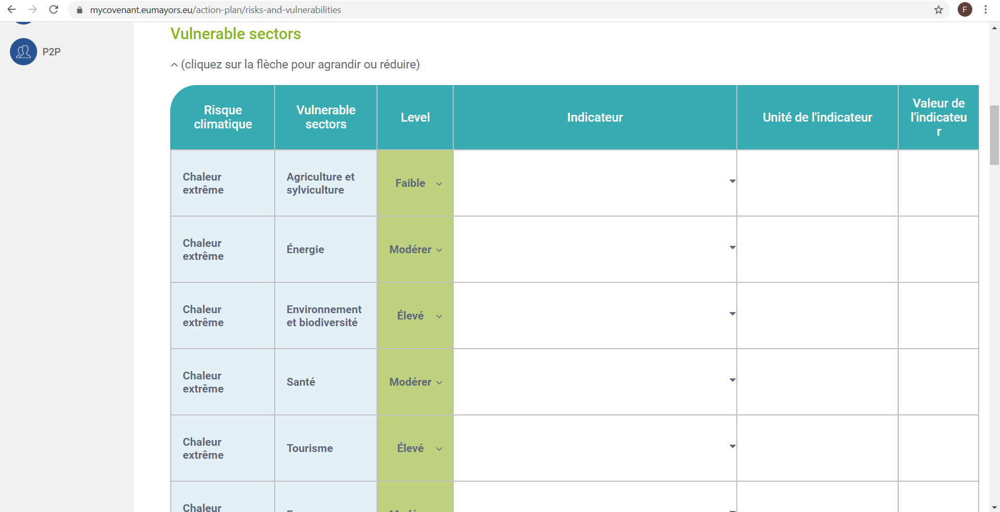 mycovenant.eumayors.eu/action-plan/risks-and-vulnerabilities
F
P2P
Vulnerable sectors
(cliquez sur la flèche pour agrandir ou réduire)
Risque
climatique
Vulnerable
sectors
Level
Indicateur
Unité de l'indicateur
Valeur de
l'indicateu
r
Chaleur
extrême
Agriculture et
sylviculture
Faible
Chaleur
extrême
Énergie
Modérer
Chaleur
extrême
Environnement
et biodiversité
Élevé
Chaleur
extrême
Santé
Modérer
Chaleur
extrême
Tourisme
Élevé
Chaleur